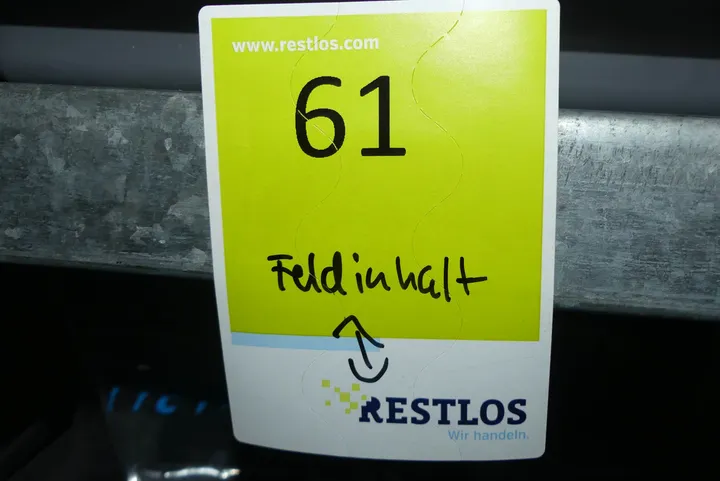 www.restlos.com
61
Feldinhalt
RESTLOS
Wir handeln.